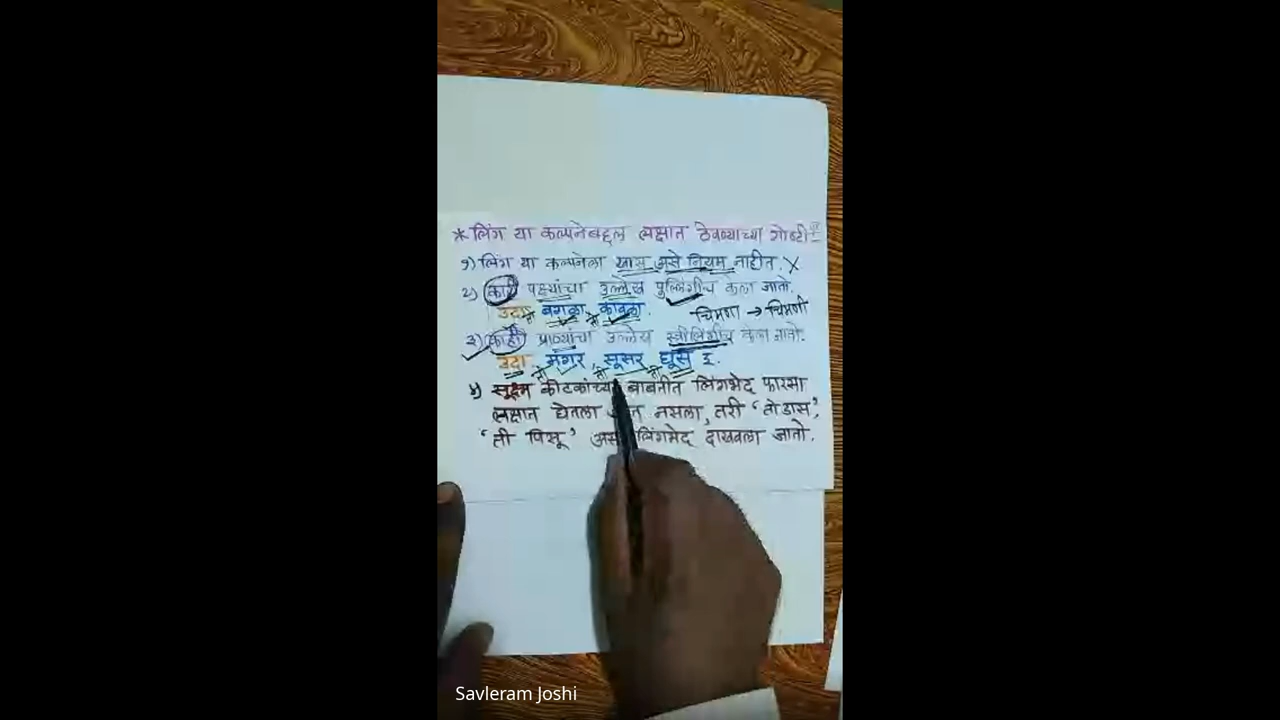 * लिंग या कल्पनेबद्दल लक्षात ठेवण्याच्या गोष्टी
१) लिंग या कल्पनेला खास असे नियम नाहीत. X
२) काही पक्ष्यांचा उल्लेख पुल्लिंगीच केला जातो.
उदा बगळा, कावळा. चिमणा → चिमणी
३) काही प्राण्यांचा उल्लेख स्त्रीलिंगीच केला जातो.
उदा मगर, सूसर, घूस इ.
४) सूक्ष्म कीटकांच्या बाबतीत लिंगभेद फारसा
लक्षात घेतला जात नसला, तरी 'तो डास',
'ती पिसू' असा लिंगभेद दाखवला जातो.
Savleram Joshi